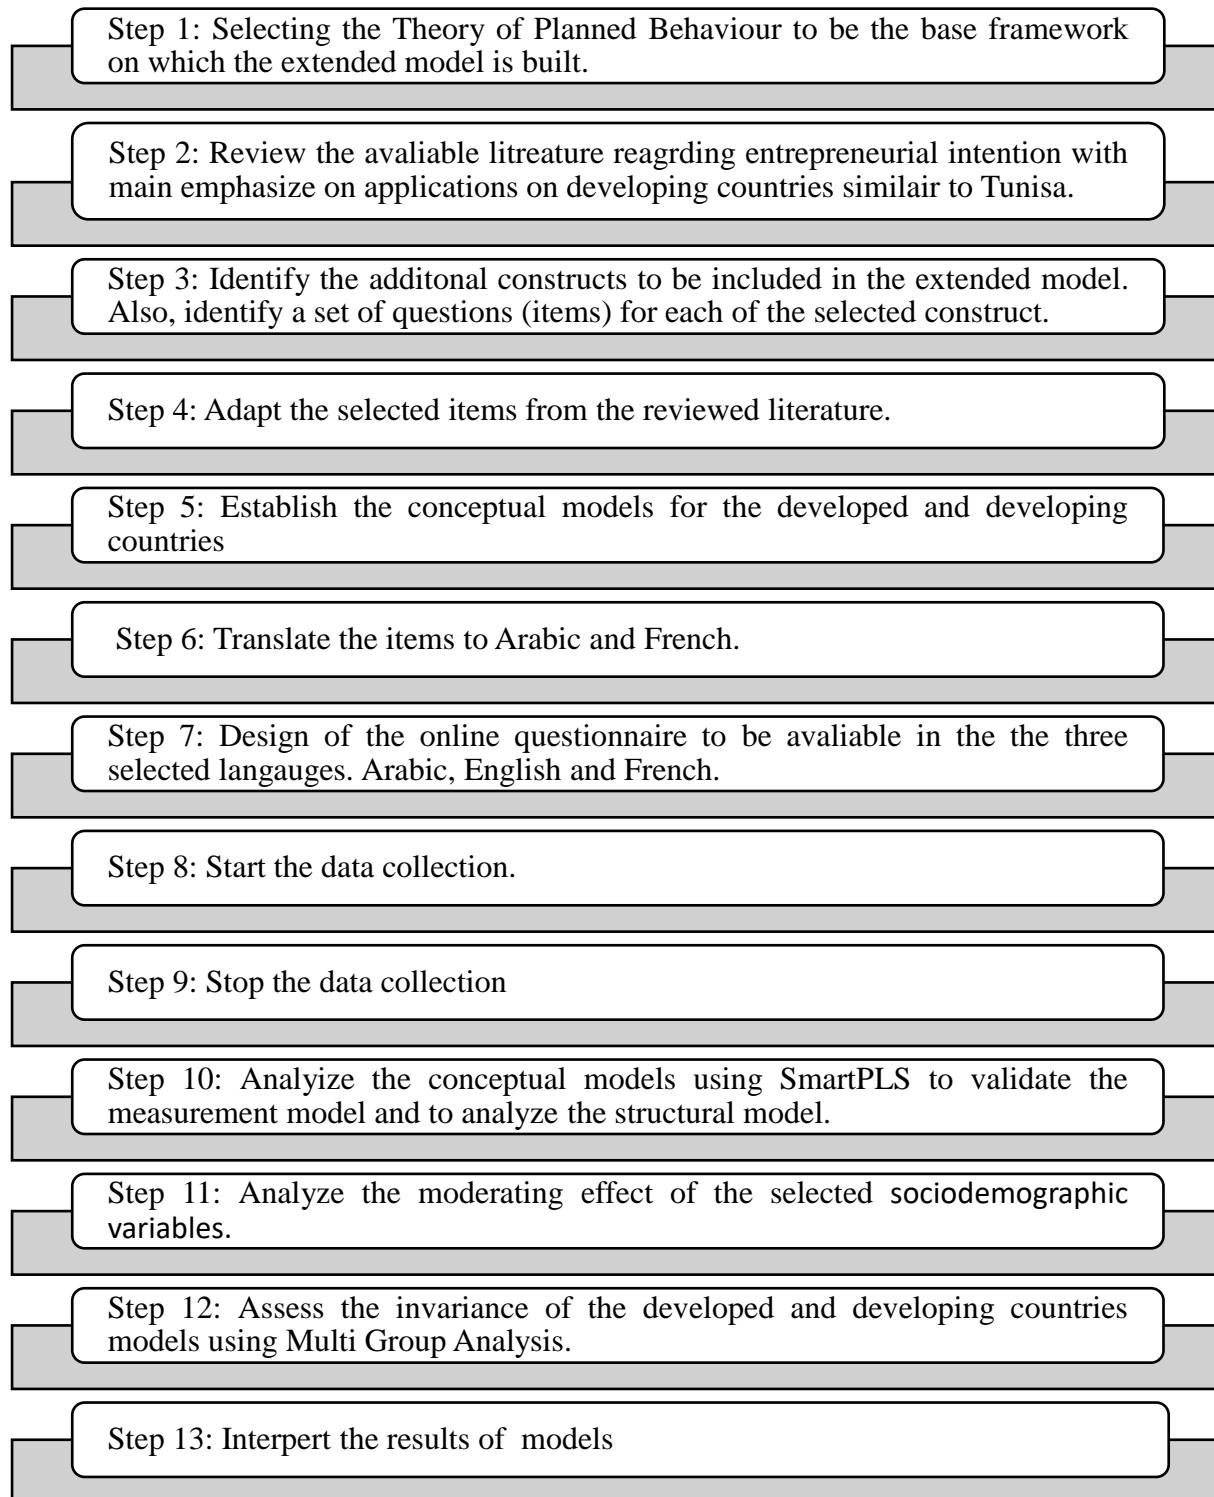 Step 1: Selecting the Theory of Planned Behaviour to be the base framework
on which the extended model is built.
Step 2: Review the avaliable litreature reagrding entrepreneurial intention with
main emphasize on applications on developing countries similair to Tunisa.
Step 3: Identify the additonal constructs to be included in the extended model.
Also, identify a set of questions (items) for each of the selected construct.
Step 4: Adapt the selected items from the reviewed literature.
Step 5: Establish the conceptual models for the developed and developing
countries
Step 6: Translate the items to Arabic and French.
Step 7: Design of the online questionnaire to be avaliable in the the three
selected langauges. Arabic, English and French.
Step 8: Start the data collection.
Step 9: Stop the data collection
Step 10: Analyize the conceptual models using SmartPLS to validate the
measurement model and to analyze the structural model.
Step 11: Analyze the moderating effect of the selected sociodemographic
variables.
Step 12: Assess the invariance of the developed and developing countries
models using Multi Group Analysis.
Step 13: Interpert the results of models